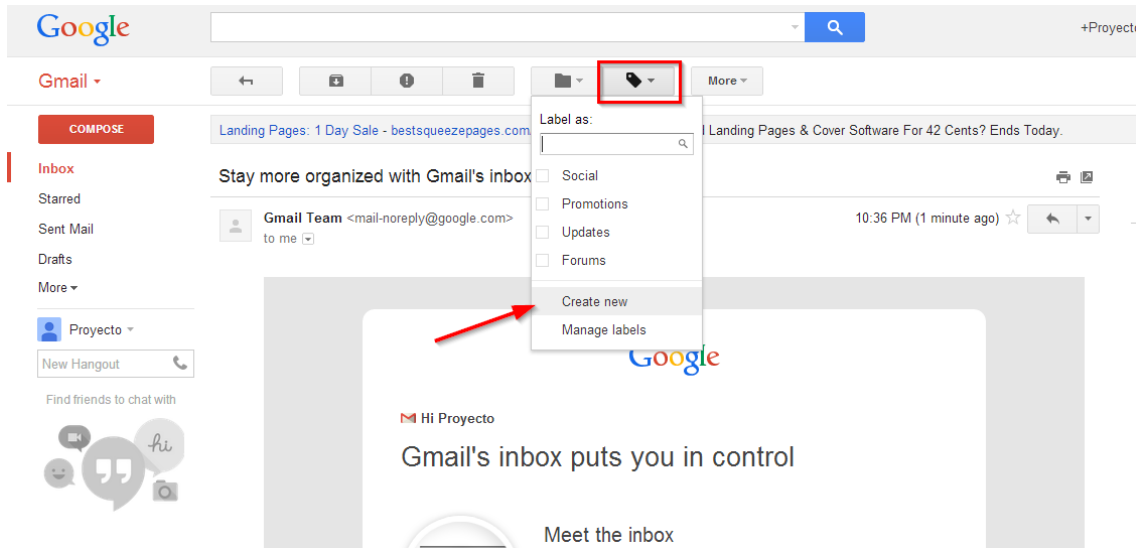 Google
+Proyecto
Gmail
More
COMPOSE
Landing Pages: 1 Day Sale - bestsqueezepages.com
Landing Pages & Cover Software For 42 Cents? Ends Today.
Label as:
Inbox
Starred
Sent Mail
Drafts
More
Stay more organized with Gmail's inbox
Social
Promotions
Updates
Forums
Create new
Manage labels
Gmail Team <mail-noreply@google.com>
10:36 PM (1 minute ago)
to me
Proyecto
New Hangout
Find friends to chat with
hi
Google
Hi Proyecto
Gmail's inbox puts you in control
Meet the inbox